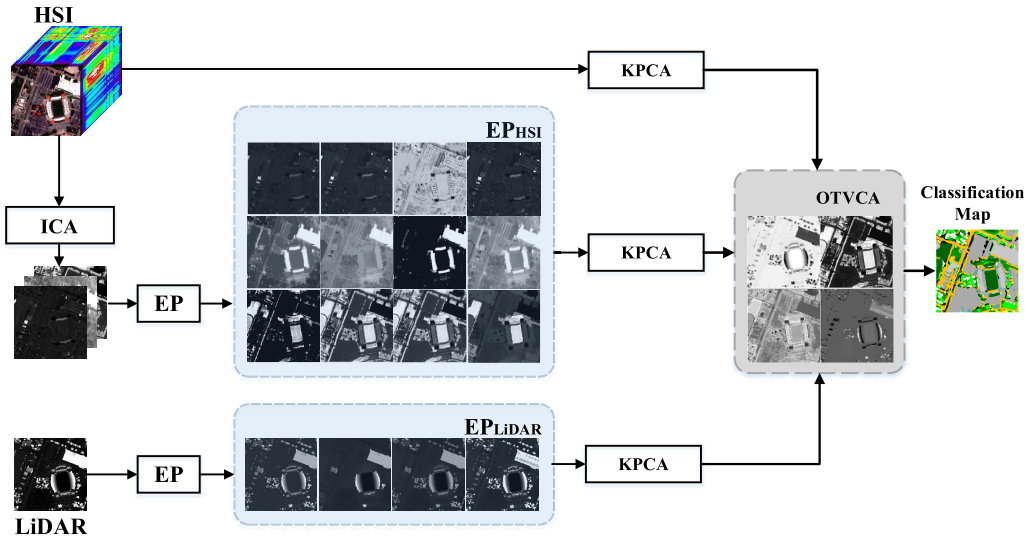 HSI
KPCA
EPHSI
OTVCA
Classification
Map
ICA
KPCA
EP
EPLiDAR
EP
KPCA
LiDAR